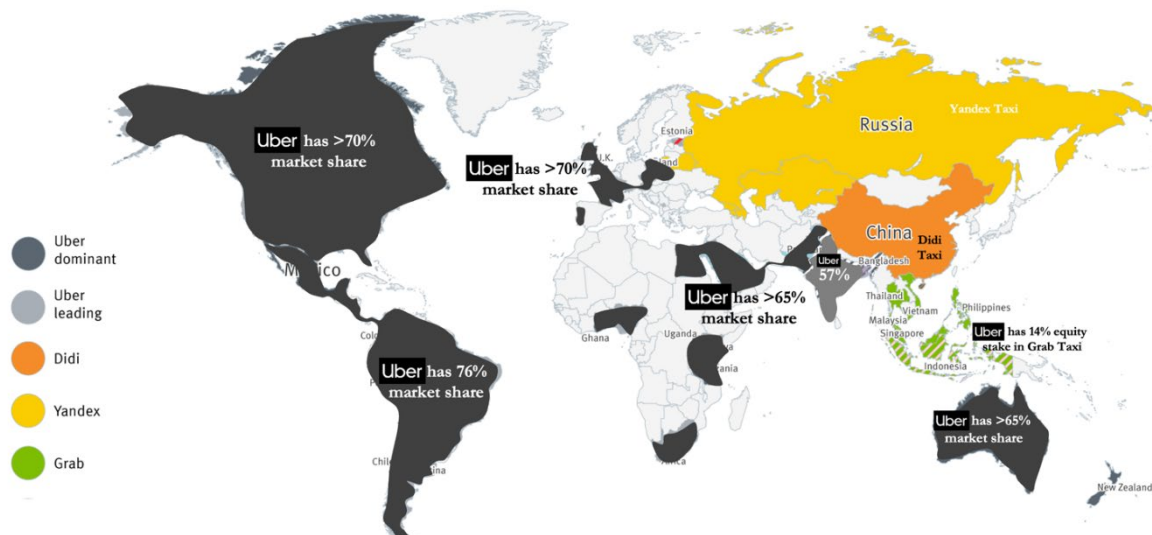 Yandex Taxi
Russia
Estonia
U.K.
Uber has >70%
market share
Uber has >70%
market share
China
Didi
Taxi
Uber
dominant
Uber
57%
Bangladesh
Uber
leading
Uber has >65%
market share
Thailand
Vietnam
Philippines
Malaysia
Singapore
Ghana
Uganda
Uber has 14% equity
stake in Grab Taxi
Indonesia
Didi
Uber has 76%
market share
Yandex
Uber has >65%
market share
Grab
New Zealand